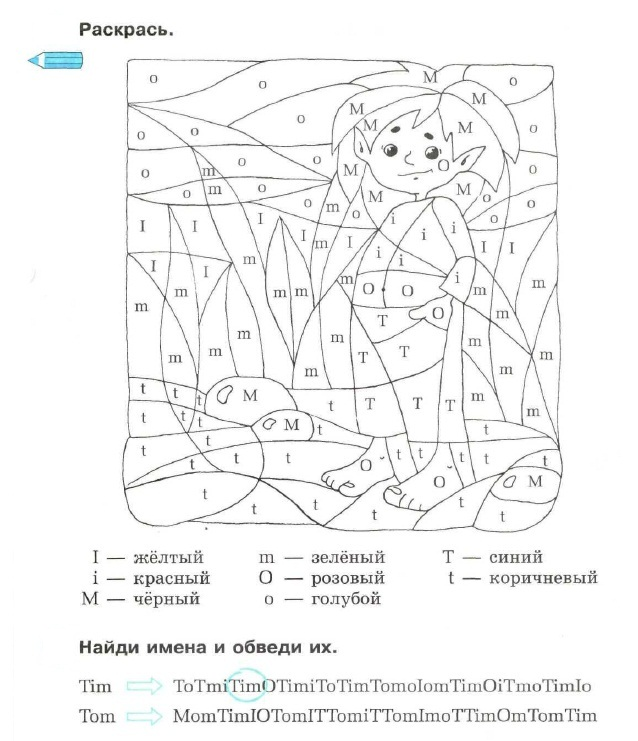 Раскрась.
o o M o
M M o M M o o o
o o O o m M
o m o M M o o m o o o
I I I i i i
I m I i i I I
I I m m i m
m m m m O O m
m m T O m
m m T T m m
m m
t t t M t T T T m
t t t M t
t t t t t t t t
O O t M
t t t t t
I — жёлтый m — зелёный T — синий
i — красный O — розовый t — коричневый
M — чёрный o — голубой
Найди имена и обведи их.
Tim ToTmiTimOTimiToTimTomoIomTimOiTmoTimIo
Tom MomTimIOTomITTomiTTomImoTTimOmTomTim